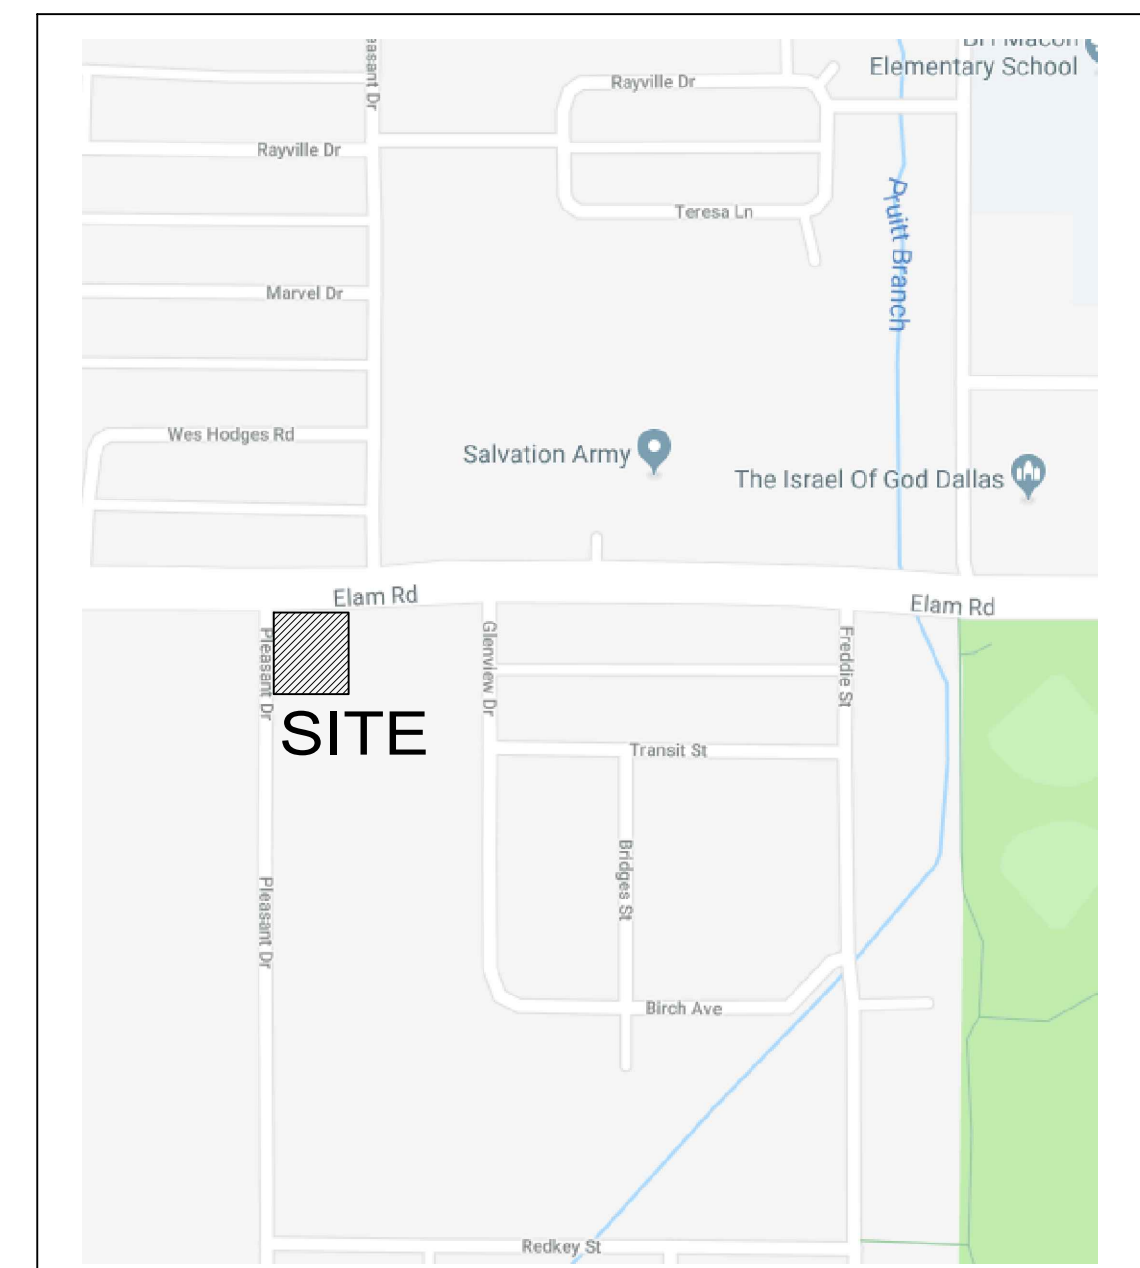 Elementary School
Rayville Dr
Rayville Dr
Teresa Ln
Pruitt Branch
Marvel Dr
Wes Hodges Rd
Salvation Army
The Israel Of God Dallas
Elam Rd
Elam Rd
Pleasant Dr
SITE
Glenview Dr
Freddie St
Transit St
Bridges St
Pleasant Dr
Birch Ave
Redkey St